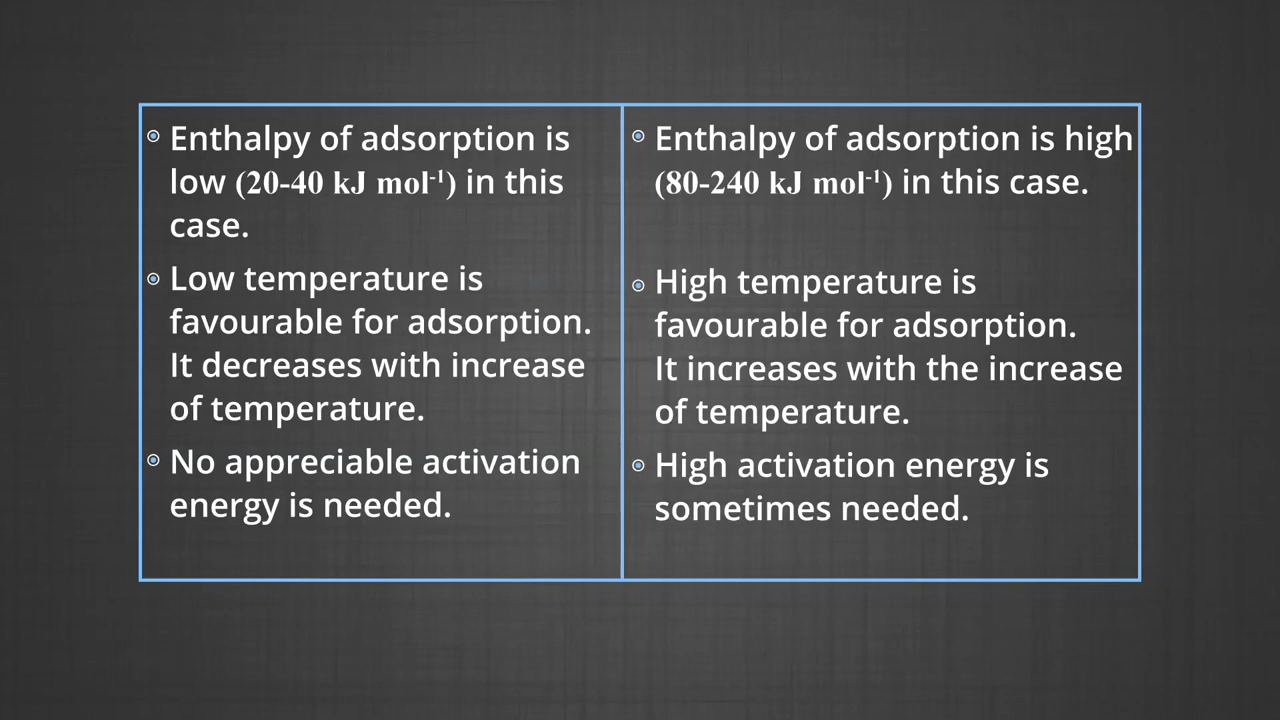 Enthalpy of adsorption is
low (20-40 kJ mol⁻¹) in this
case.
Low temperature is
favourable for adsorption.
It decreases with increase
of temperature.
No appreciable activation
energy is needed.
Enthalpy of adsorption is high
(80-240 kJ mol⁻¹) in this case.
High temperature is
favourable for adsorption.
It increases with the increase
of temperature.
High activation energy is
sometimes needed.